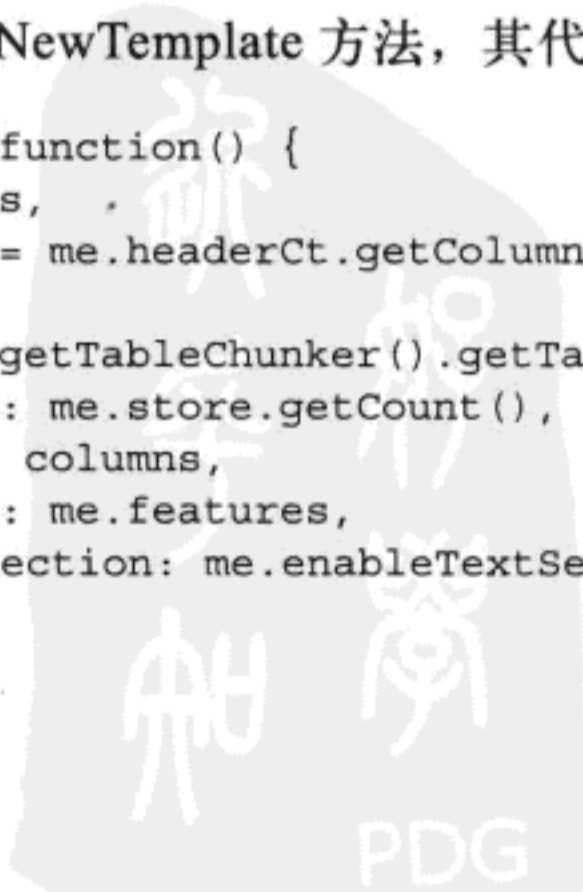 NewTemplate 方法，其代
function() {
s,
= me.headerCt.getColumn
getTableChunker().getTa
: me.store.getCount(),
columns,
: me.features,
ection: me.enableTextSe
PDG